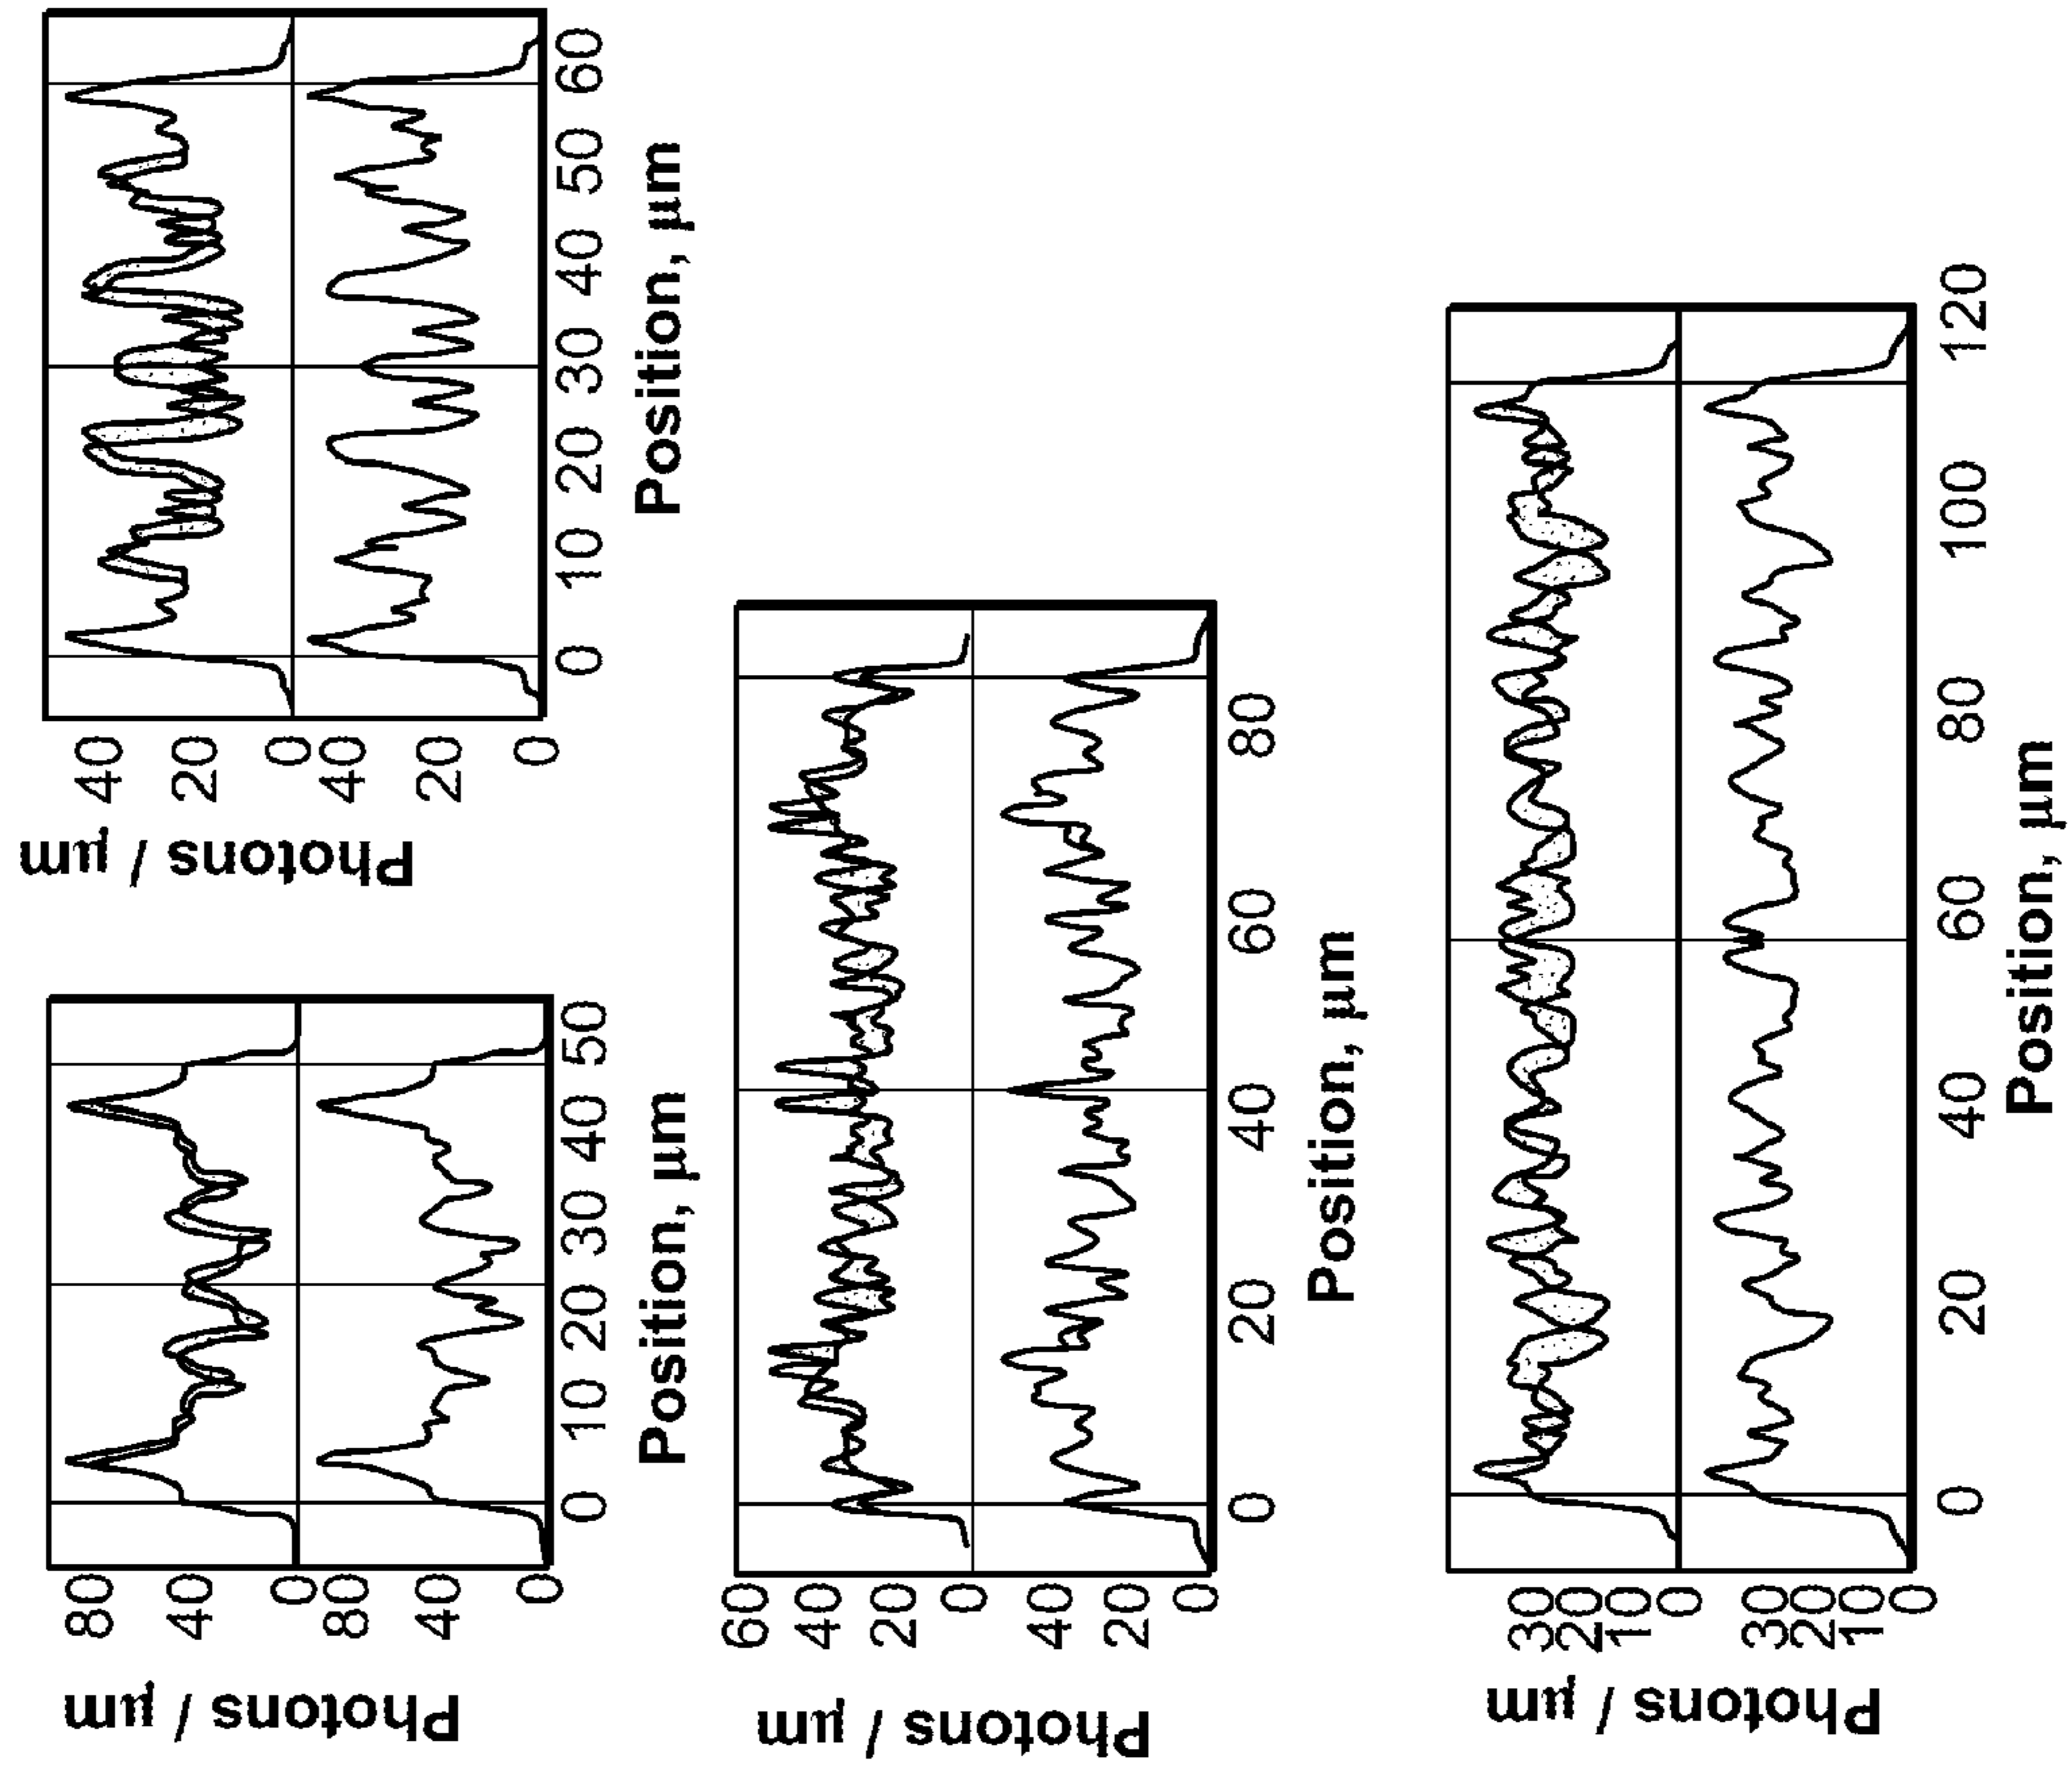 Photons / µm
80 40 0 80 40 0
0 10 20 30 40 50
Position, µm
Photons / µm
40 20 0 40 20 0
0 10 20 30 40 50 60
Position, µm
Photons / µm
60 40 20 0 40 20 0
0 20 40 60 80
Position, µm
Photons / µm
30 20 10 0 30 20 10 0
0 20 40 60 80 100 120
Position, µm